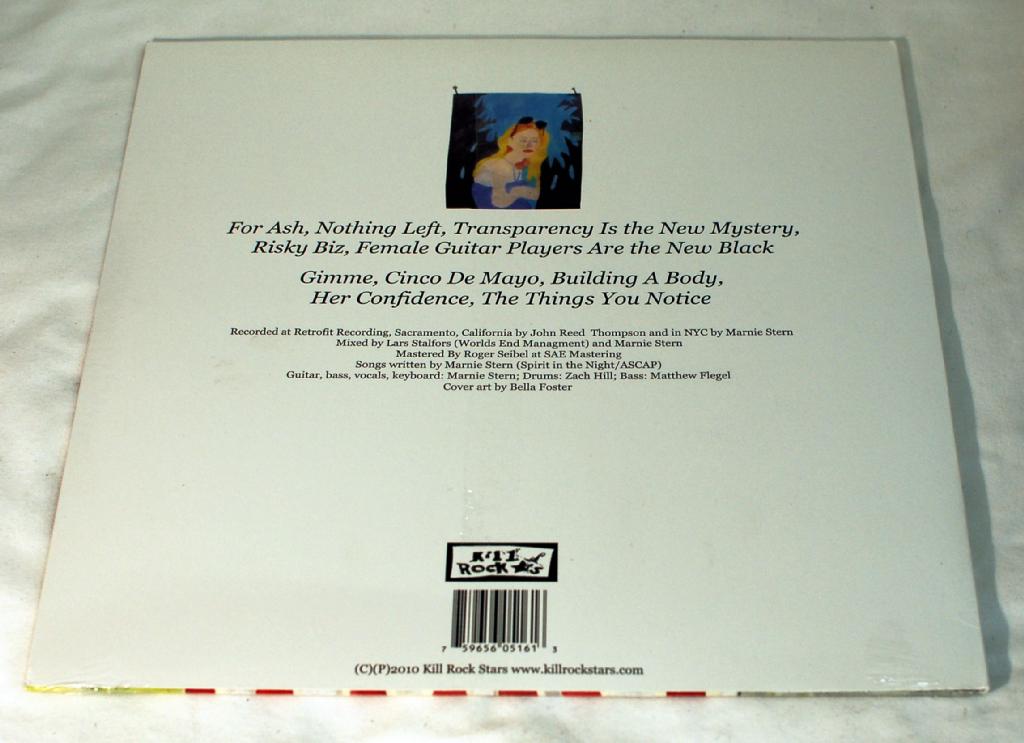 For Ash, Nothing Left, Transparency Is the New Mystery,
Risky Biz, Female Guitar Players Are the New Black
Gimme, Cinco De Mayo, Building A Body,
Her Confidence, The Things You Notice
Recorded at Retrofit Recording, Sacramento, California by John Reed Thompson and in NYC by Marnie Stern
Mixed by Lars Stalfors (Worlds End Managment) and Marnie Stern
Mastered By Roger Seibel at SAE Mastering
Songs written by Marnie Stern (Spirit in the Night/ASCAP)
Guitar, bass, vocals, keyboard: Marnie Stern; Drums: Zach Hill; Bass: Matthew Flegel
Cover art by Bella Foster
KILL
ROCK ★S
7 59656 05161 3
(C)(P)2010 Kill Rock Stars www.killrockstars.com